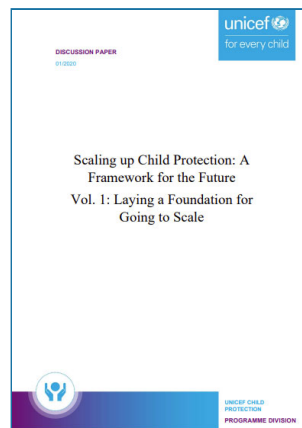 unicef
for every child
DISCUSSION PAPER
01/2020
Scaling up Child Protection: A
Framework for the Future
Vol. 1: Laying a Foundation for
Going to Scale
UNICEF CHILD
PROTECTION
PROGRAMME DIVISION